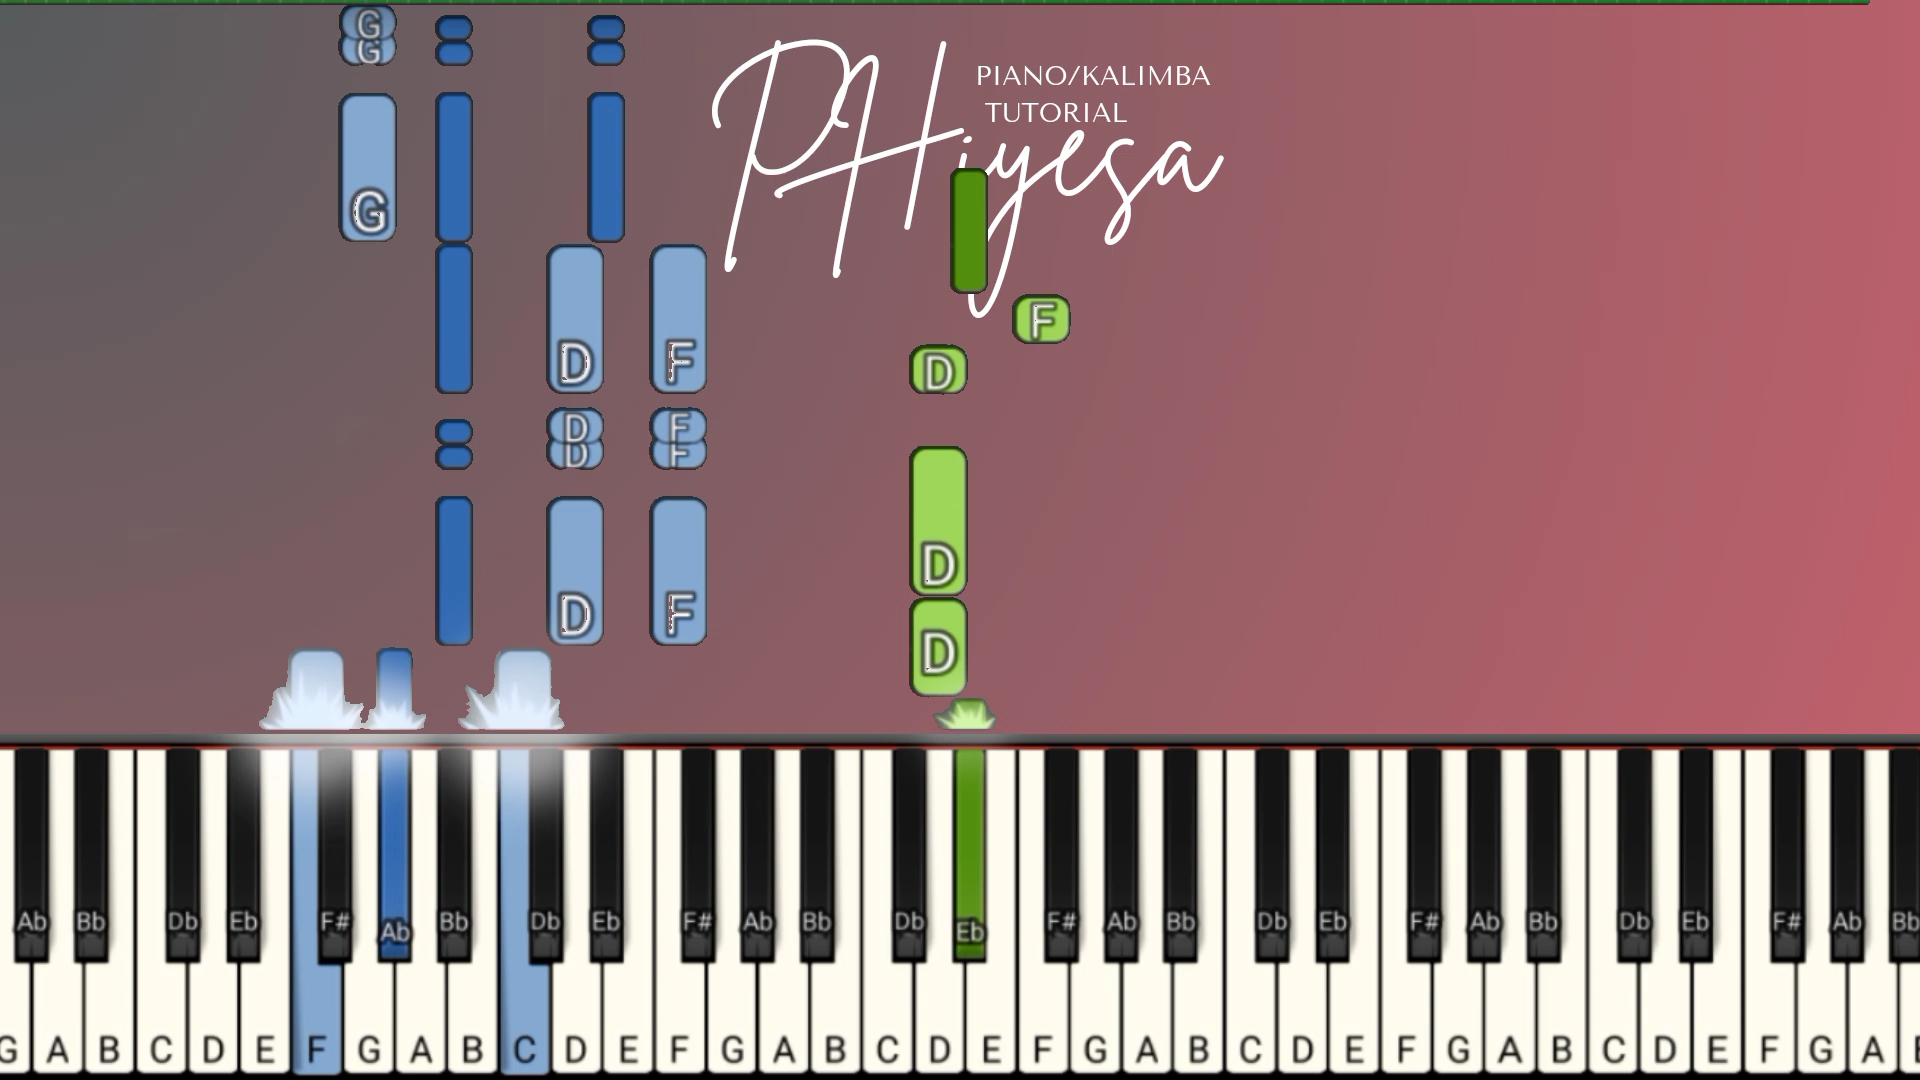 G
G
PIANO/KALIMBA
TUTORIAL
PHiyesa
G
F
D F
D
D F
D F
D
D F
D
Ab Bb Db Eb F# Ab Bb Db Eb F# Ab Bb Db Eb F# Ab Bb Db Eb F# Ab Bb Db Eb F# Ab Bb
G A B C D E F G A B C D E F G A B C D E F G A B C D E F G A B C D E F G A